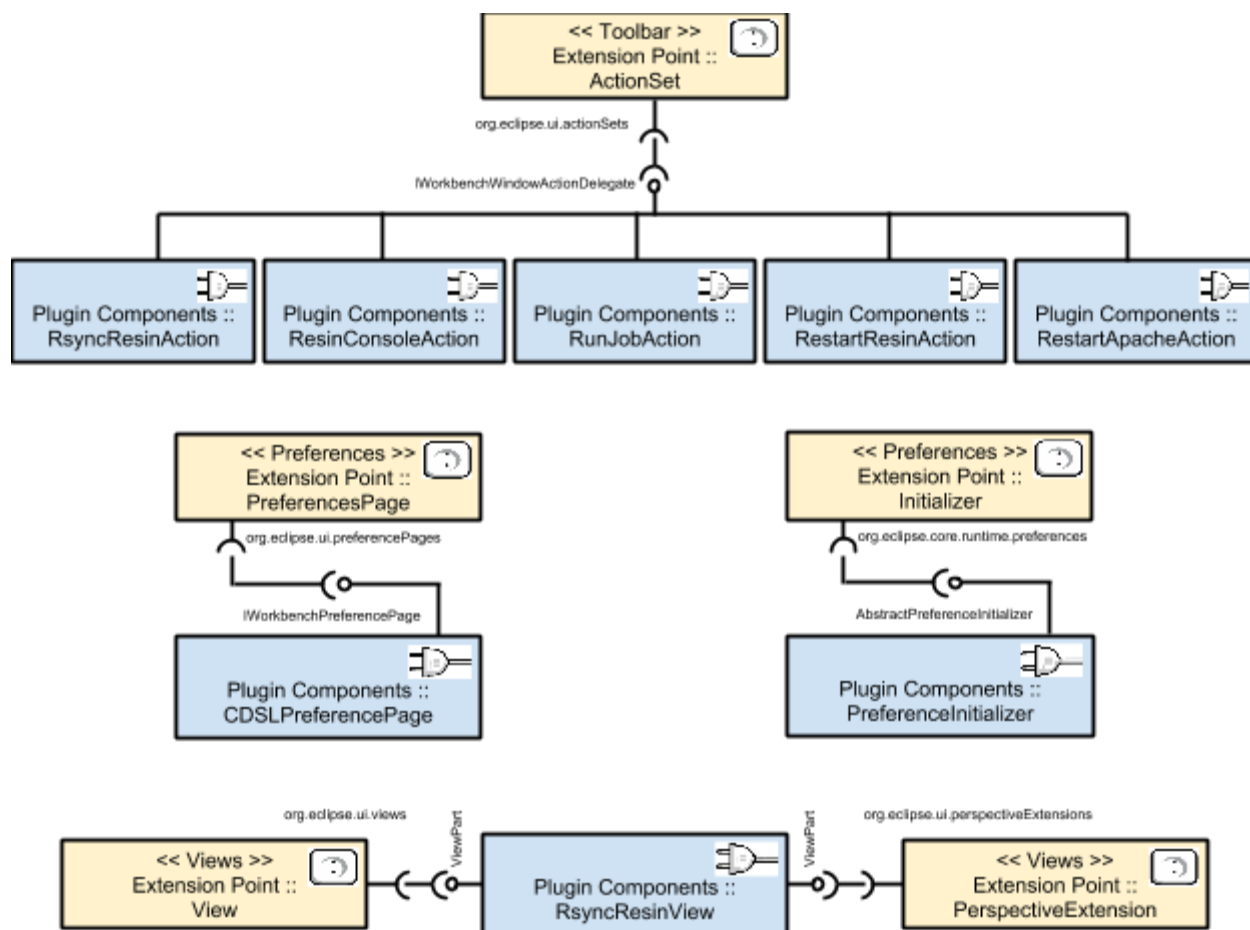 << Toolbar >>
Extension Point ::
ActionSet
org.eclipse.ui.actionSets
IWorkbenchWindowActionDelegate
Plugin Components ::
RsyncResinAction
Plugin Components ::
ResinConsoleAction
Plugin Components ::
RunJobAction
Plugin Components ::
RestartResinAction
Plugin Components ::
RestartApacheAction
<< Preferences >>
Extension Point ::
PreferencesPage
org.eclipse.ui.preferencePages
IWorkbenchPreferencePage
Plugin Components ::
CDSLPreferencePage
<< Preferences >>
Extension Point ::
Initializer
org.eclipse.core.runtime.preferences
AbstractPreferenceInitializer
Plugin Components ::
PreferenceInitializer
<< Views >>
Extension Point ::
View
org.eclipse.ui.views
ViewPart
Plugin Components ::
RsyncResinView
ViewPart
org.eclipse.ui.perspectiveExtensions
<< Views >>
Extension Point ::
PerspectiveExtension